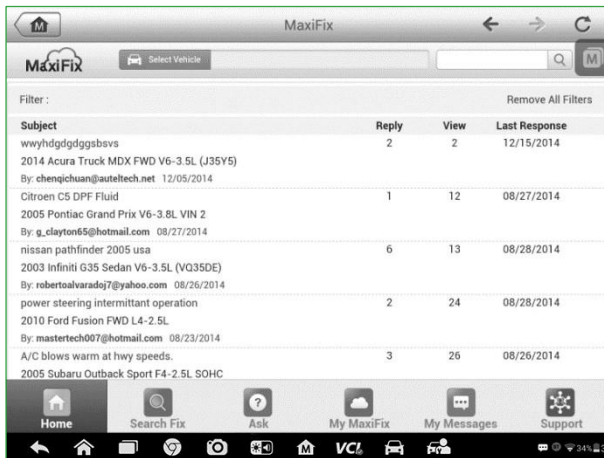 MaxiFix
MaxiFix
Select Vehicle
M
Filter :
Remove All Filters
Subject Reply View Last Response
wwyhdgdgdggsbsvs 2 2 12/15/2014
2014 Acura Truck MDX FWD V6-3.5L (J35Y5)
By: chenqichuan@auteltech.net 12/05/2014
Citroen C5 DPF Fluid 1 12 08/27/2014
2005 Pontiac Grand Prix V6-3.8L VIN 2
By: g_clayton65@hotmail.com 08/27/2014
nissan pathfinder 2005 usa 6 13 08/28/2014
2003 Infiniti G35 Sedan V6-3.5L (VQ35DE)
By: robertoalvaradoj7@yahoo.com 08/26/2014
power steering intermittant operation 2 24 08/28/2014
2010 Ford Fusion FWD L4-2.5L
By: mastertech007@hotmail.com 08/23/2014
A/C blows warm at hwy speeds. 3 26 08/26/2014
2005 Subaru Outback Sport F4-2.5L SOHC
Home Search Fix Ask My MaxiFix My Messages Support
M VCI 34%